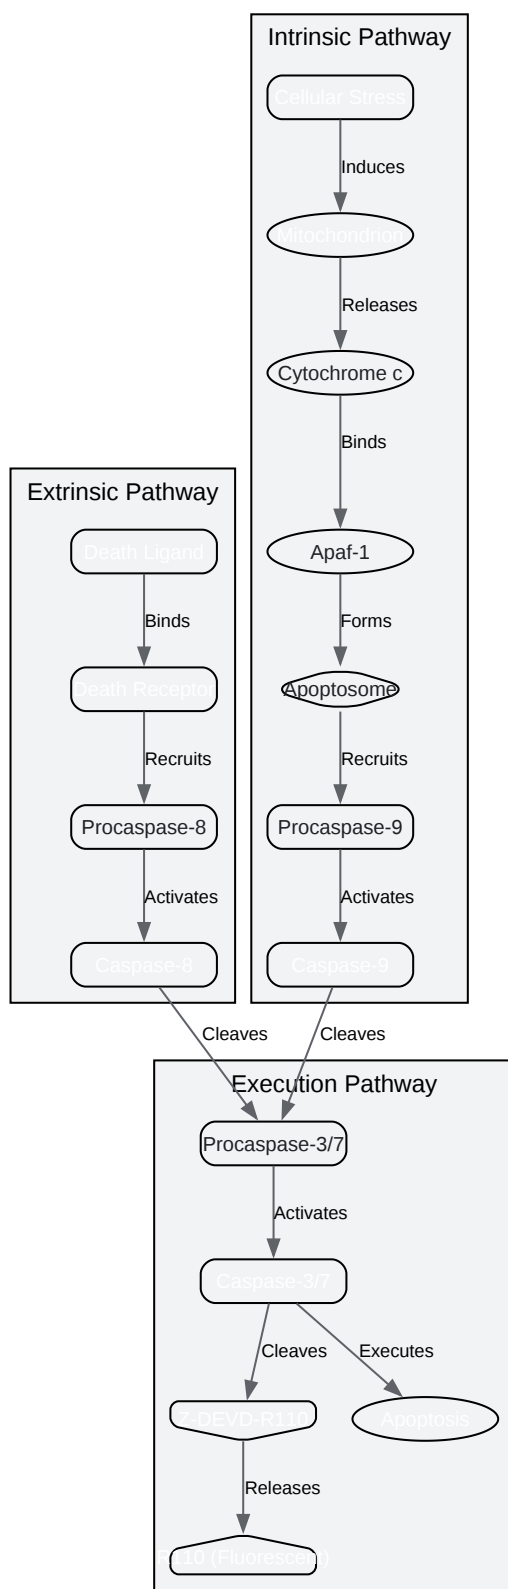 Intrinsic Pathway
Cellular Stress
Induces
Mitochondrion
Releases
Cytochrome c
Binds
Apaf-1
Forms
Apoptosome
Recruits
Procaspase-9
Activates
Caspase-9
Cleaves
Extrinsic Pathway
Death Ligand
Binds
Death Receptor
Recruits
Procaspase-8
Activates
Caspase-8
Cleaves
Execution Pathway
Procaspase-3/7
Activates
Caspase-3/7
Cleaves
Executes
Z-DEVD-R110
Apoptosis
Releases
R110 (Fluorescent)